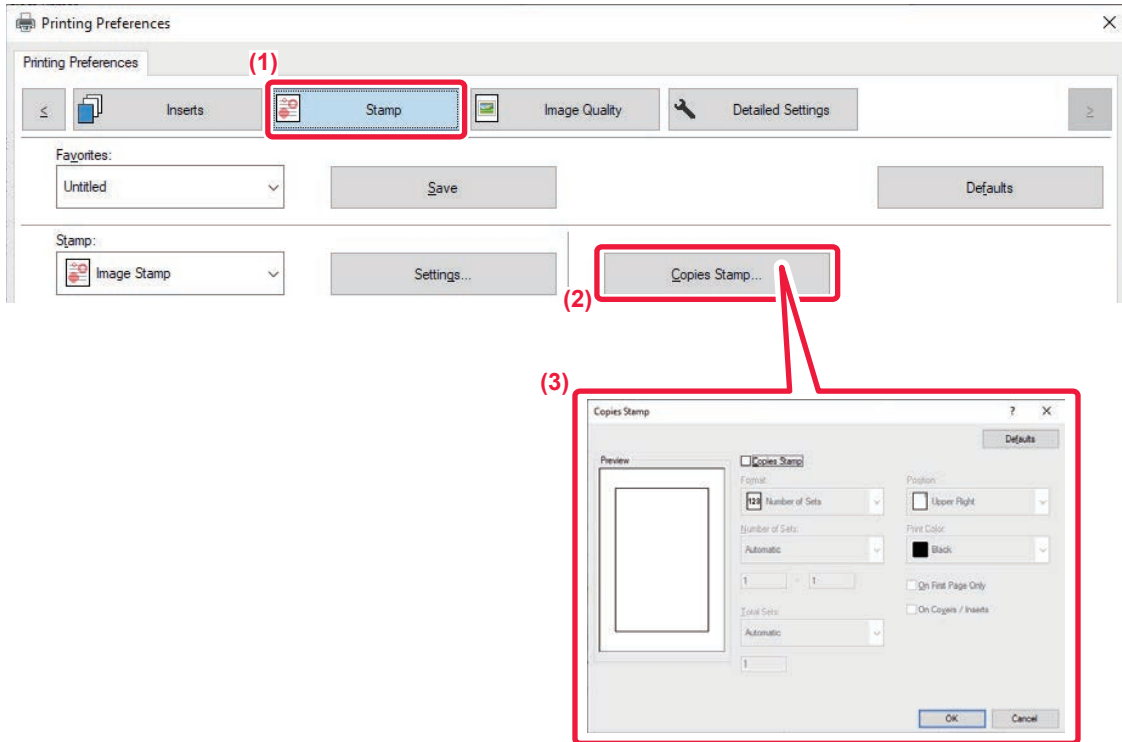 Printing Preferences
Printing Preferences
(1)
Inserts
Stamp
Image Quality
Detailed Settings
Favorites:
Untitled
Save
Defaults
Stamp:
Image Stamp
Settings...
Copies Stamp...
(2)
(3)
Copies Stamp
? X
Defaults
Preview
Copies Stamp
Format:
Position:
123 Number of Sets
Upper Right
Number of Sets:
Print Color:
Automatic
Black
1 - 1
On First Page Only
Total Sets:
On Covers / Inserts
Automatic
1
OK
Cancel